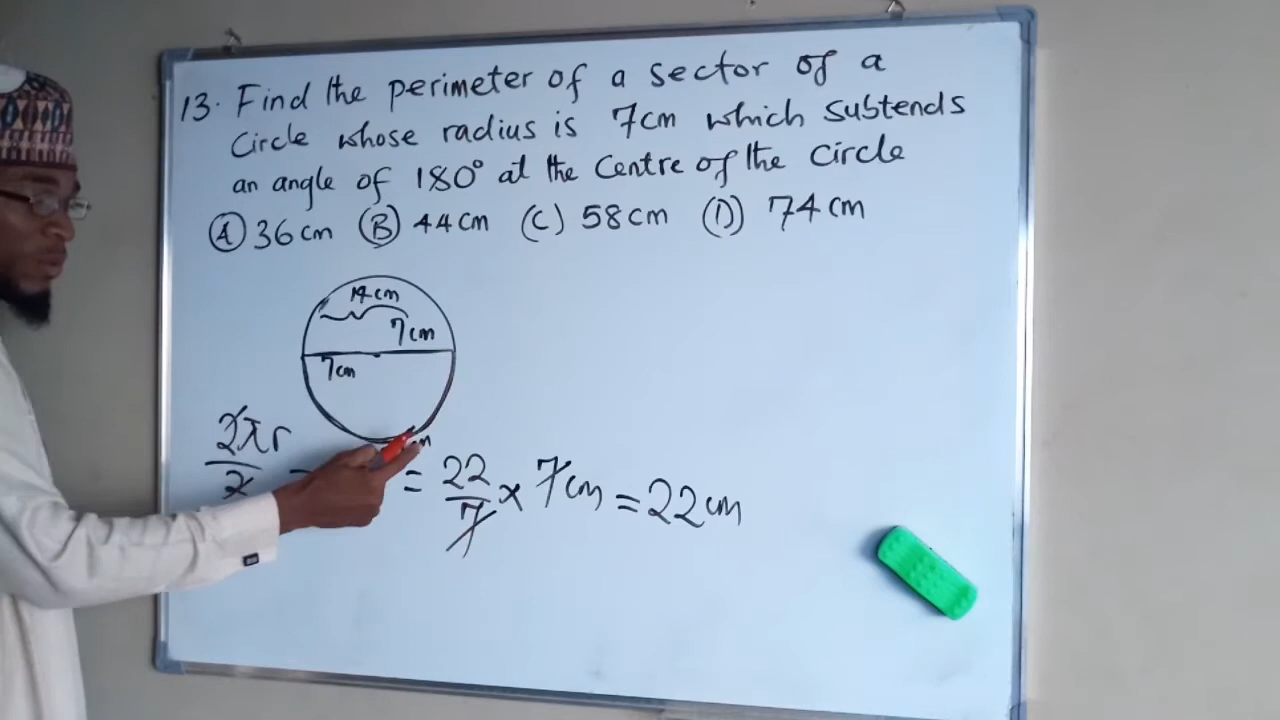 13. Find the perimeter of a sector of a
Circle whose radius is 7cm which subtends
an angle of 180° at the Centre of the Circle
(A) 36cm (B) 44cm (C) 58cm (D) 74cm
14cm
7cm
7cm
2πr/2 = = 22/7 × 7cm = 22cm